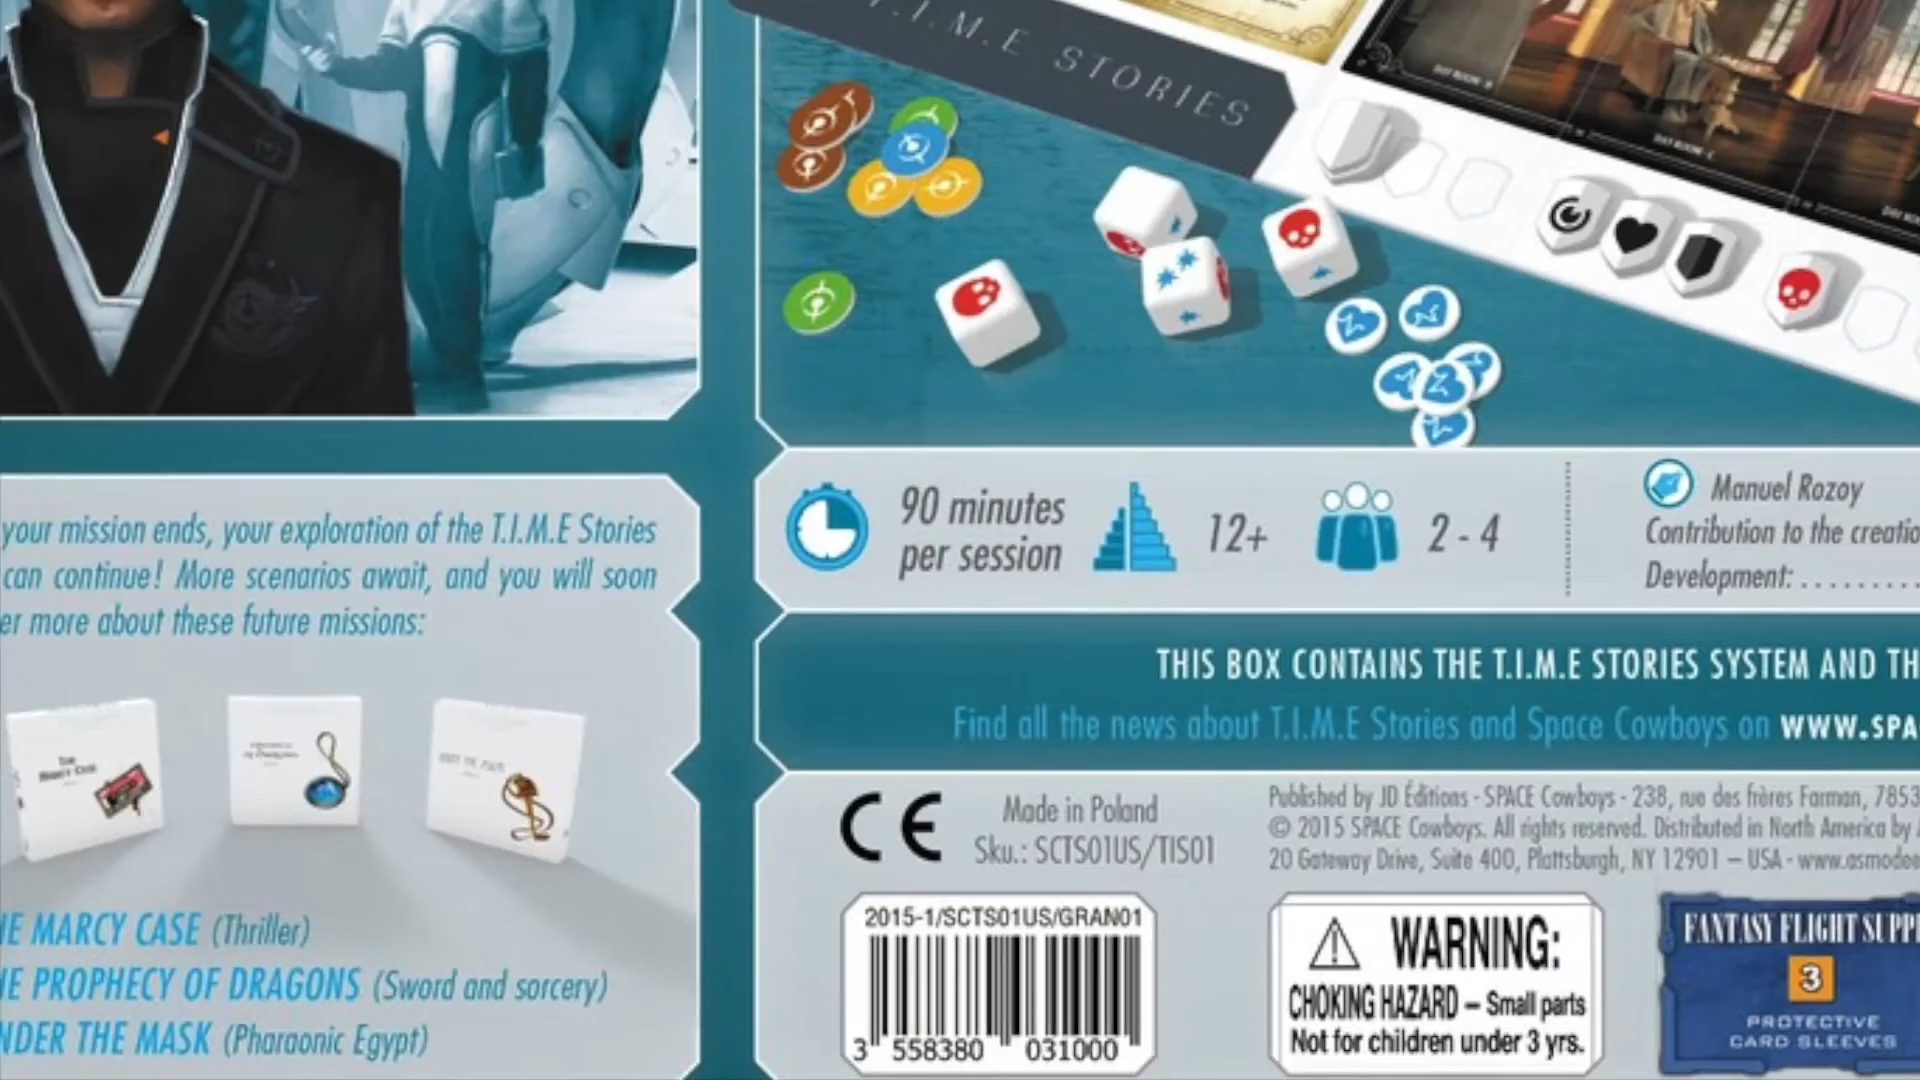 T.I.M.E STORIES
your mission ends, your exploration of the T.I.M.E Stories
can continue! More scenarios await, and you will soon
er more about these future missions:
THE
MARCY CASE
HE MARCY CASE (Thriller)
HE PROPHECY OF DRAGONS (Sword and sorcery)
NDER THE MASK (Pharaonic Egypt)
90 minutes
per session
12+
2 - 4
Manuel Rozoy
Contribution to the creatio
Development: . . . . . . . . .
THIS BOX CONTAINS THE T.I.M.E STORIES SYSTEM AND TH
Find all the news about T.I.M.E Stories and Space Cowboys on WWW.SPA
CE
Made in Poland
Sku.: SCTS01US/TIS01
Published by JD Éditions - SPACE Cowboys - 238, rue des frères Farman, 7853
© 2015 SPACE Cowboys. All rights reserved. Distributed in North America by A
20 Gateway Drive, Suite 400, Plattsburgh, NY 12901 – USA - www.asmodee
2015-1/SCTS01US/GRAN01
3 558380 031000
WARNING:
CHOKING HAZARD – Small parts
Not for children under 3 yrs.
FANTASY FLIGHT SUPP
3
PROTECTIVE
CARD SLEEVES